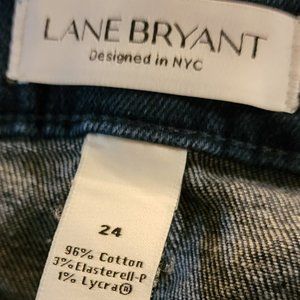 LANE BRYANT
Designed in NYC
24
96% Cotton
3% Elasterell-P
1% Lycra®